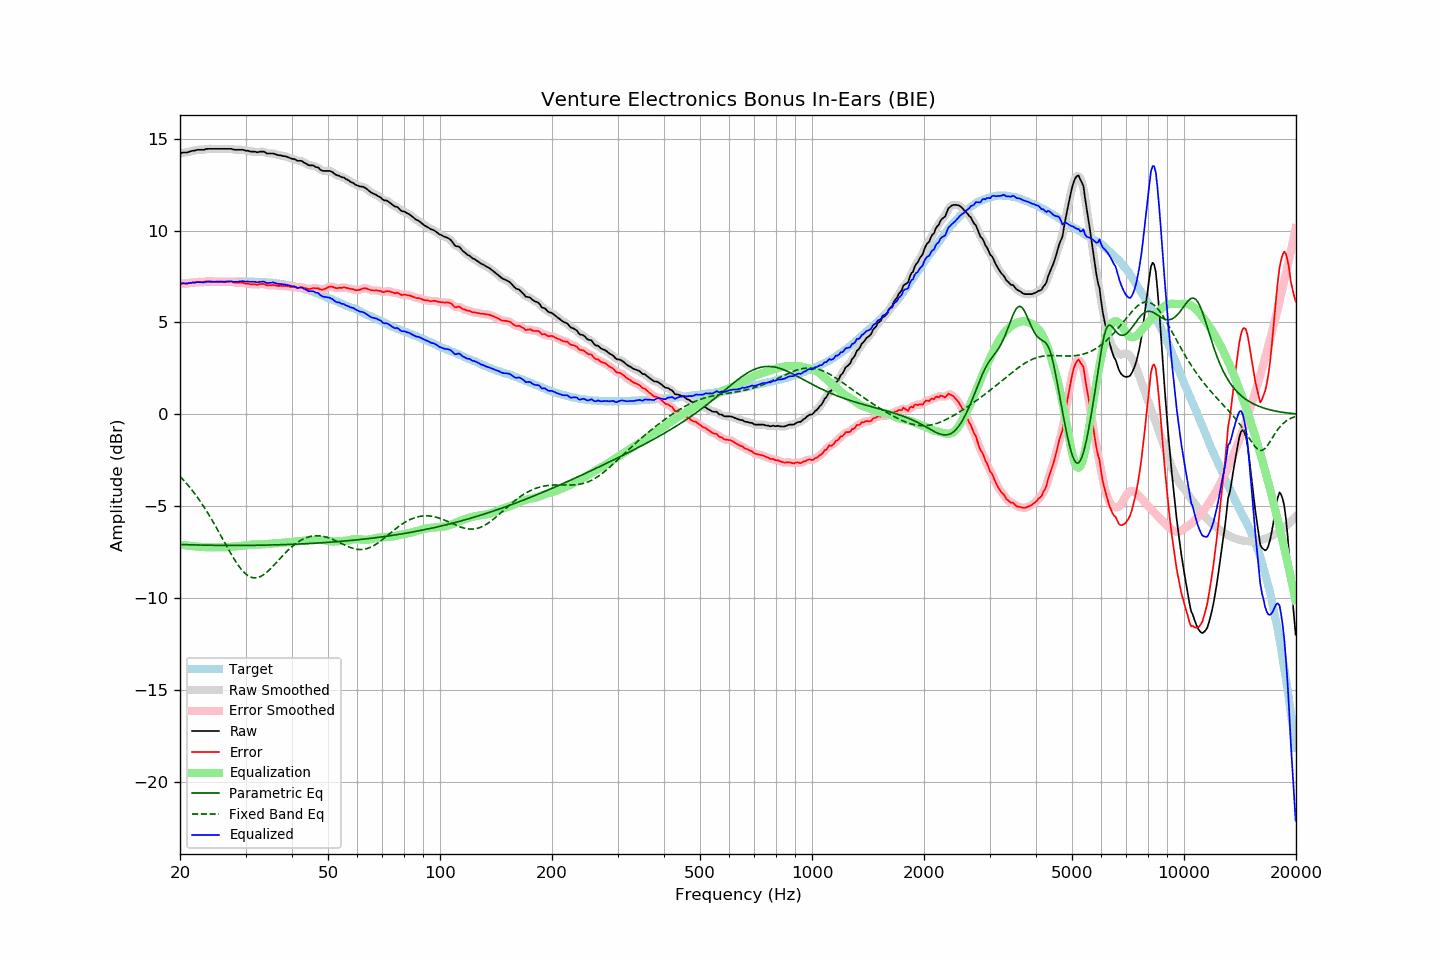 Venture Electronics Bonus In-Ears (BIE)
15
10
5
0
−5
−10
−15
−20
Amplitude (dBr)
Target
Raw Smoothed
Error Smoothed
Raw
Error
Equalization
Parametric Eq
Fixed Band Eq
Equalized
20 50 100 200 500 1000 2000 5000 10000 20000
Frequency (Hz)